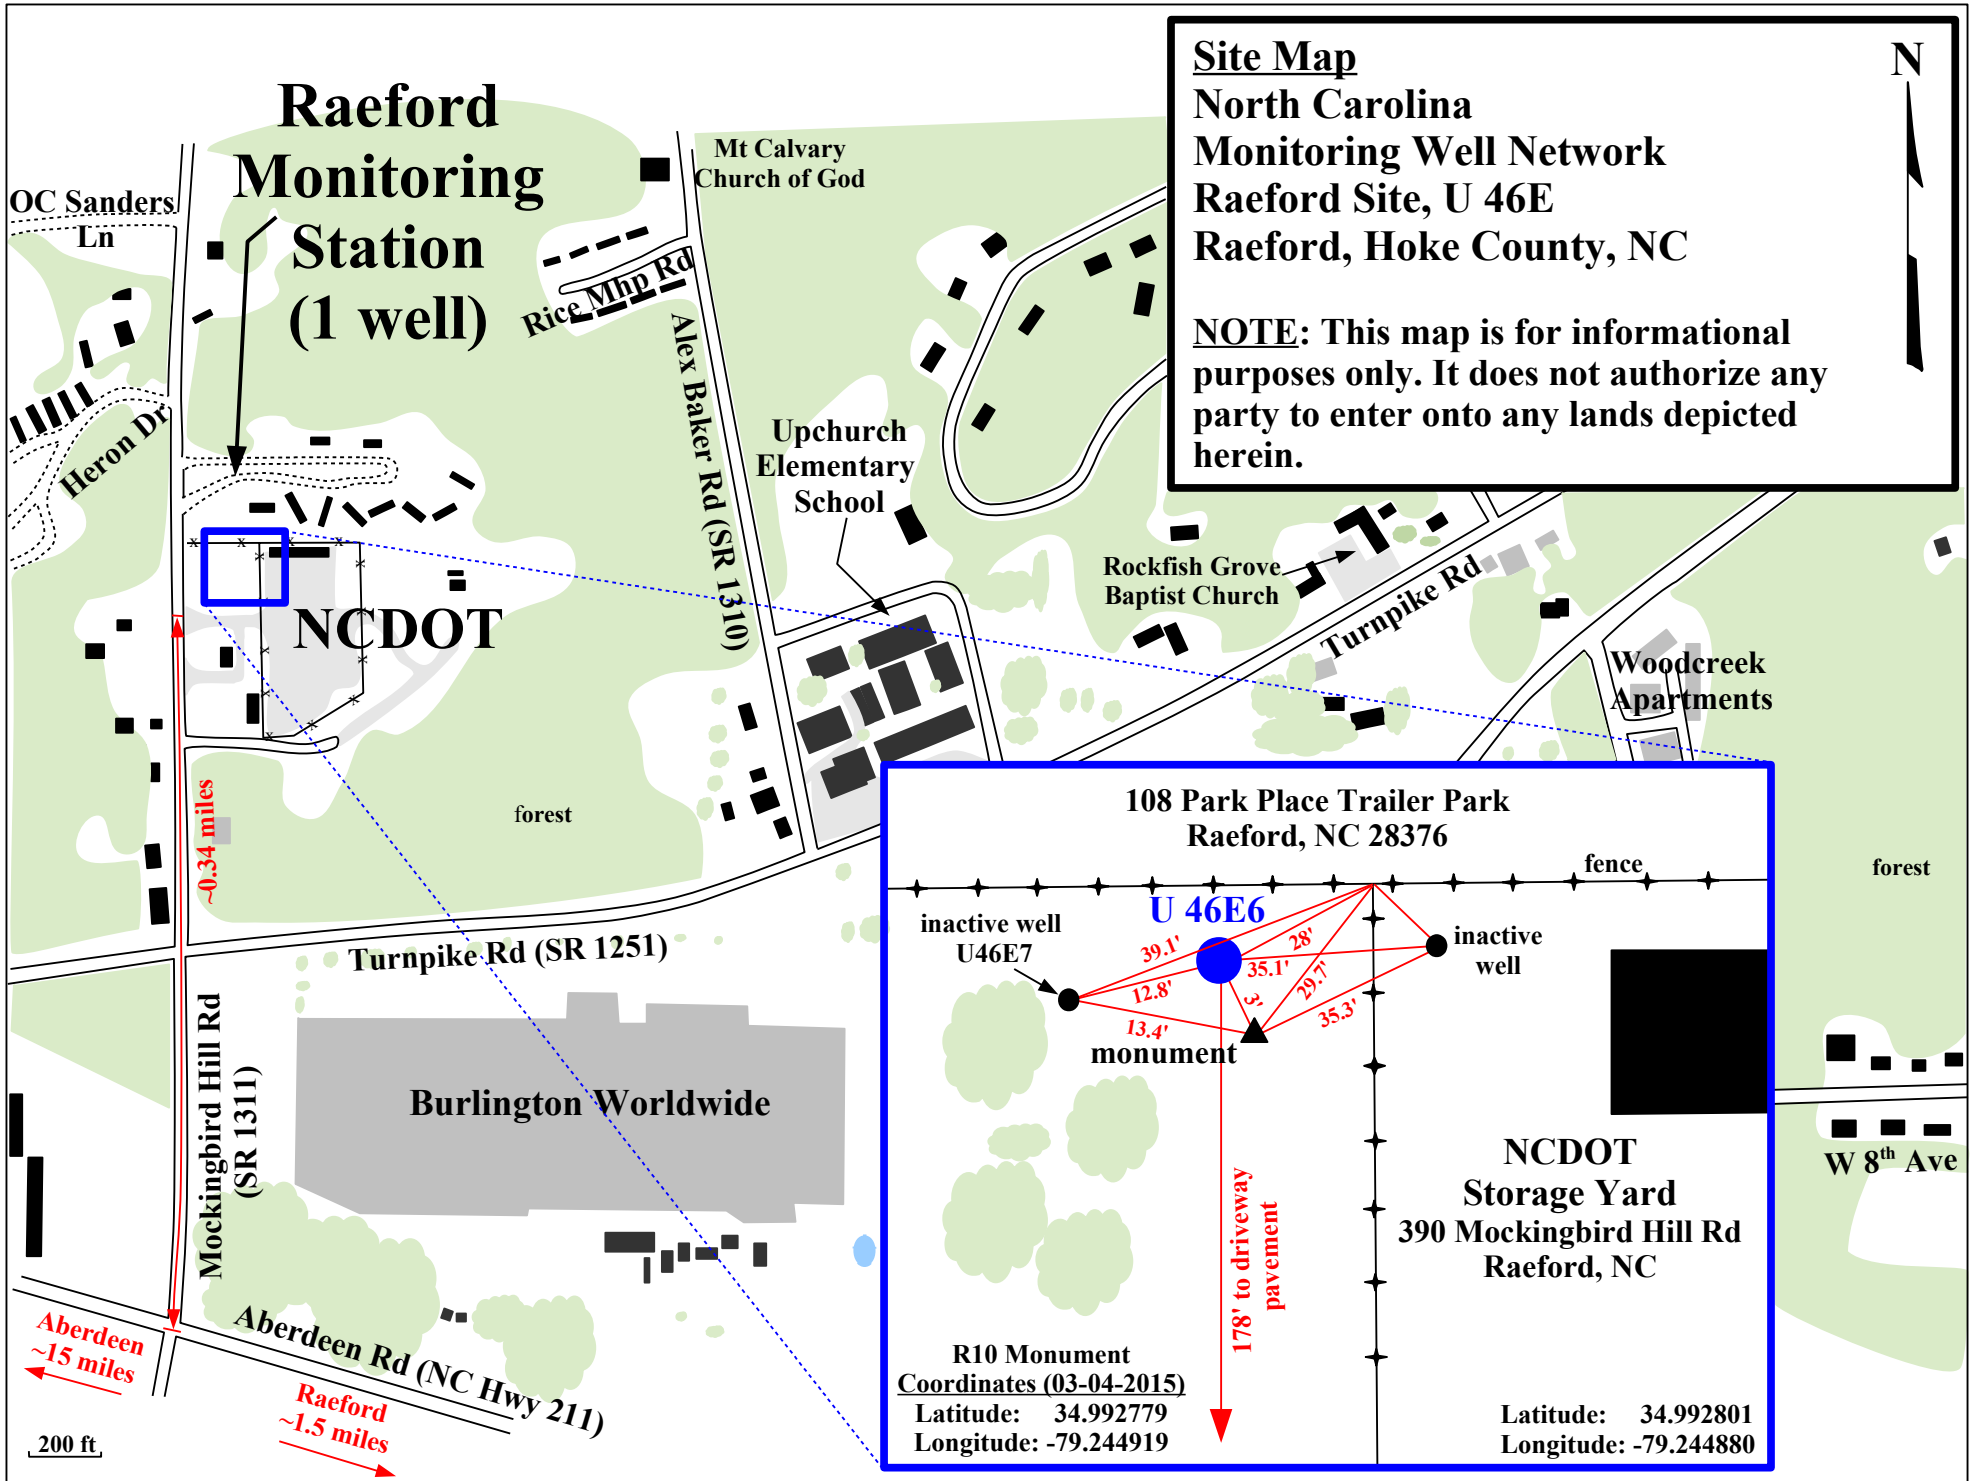 Site Map
North Carolina
Monitoring Well Network
Raeford Site, U 46E
Raeford, Hoke County, NC
NOTE: This map is for informational
purposes only. It does not authorize any
party to enter onto any lands depicted
herein.
N
Raeford
Monitoring
Station
(1 well)
OC Sanders
Ln
Mt Calvary
Church of God
Rice Mhp Rd
Alex Baker Rd (SR 1310)
Heron Dr
Upchurch
Elementary
School
Rockfish Grove
Baptist Church
Turnpike Rd
Woodcreek
Apartments
NCDOT
~0.34 miles
forest
Turnpike Rd (SR 1251)
Mockingbird Hill Rd
(SR 1311)
Burlington Worldwide
Aberdeen Rd (NC Hwy 211)
Aberdeen
~15 miles
Raeford
~1.5 miles
200 ft
108 Park Place Trailer Park
Raeford, NC 28376
fence
U 46E6
inactive well
U46E7
inactive
well
39.1'
28'
35.1'
12.8'
3'
29.7'
35.3'
13.4'
monument
178' to driveway
pavement
NCDOT
Storage Yard
390 Mockingbird Hill Rd
Raeford, NC
R10 Monument
Coordinates (03-04-2015)
Latitude: 34.992779
Longitude: -79.244919
Latitude: 34.992801
Longitude: -79.244880
forest
W 8th Ave